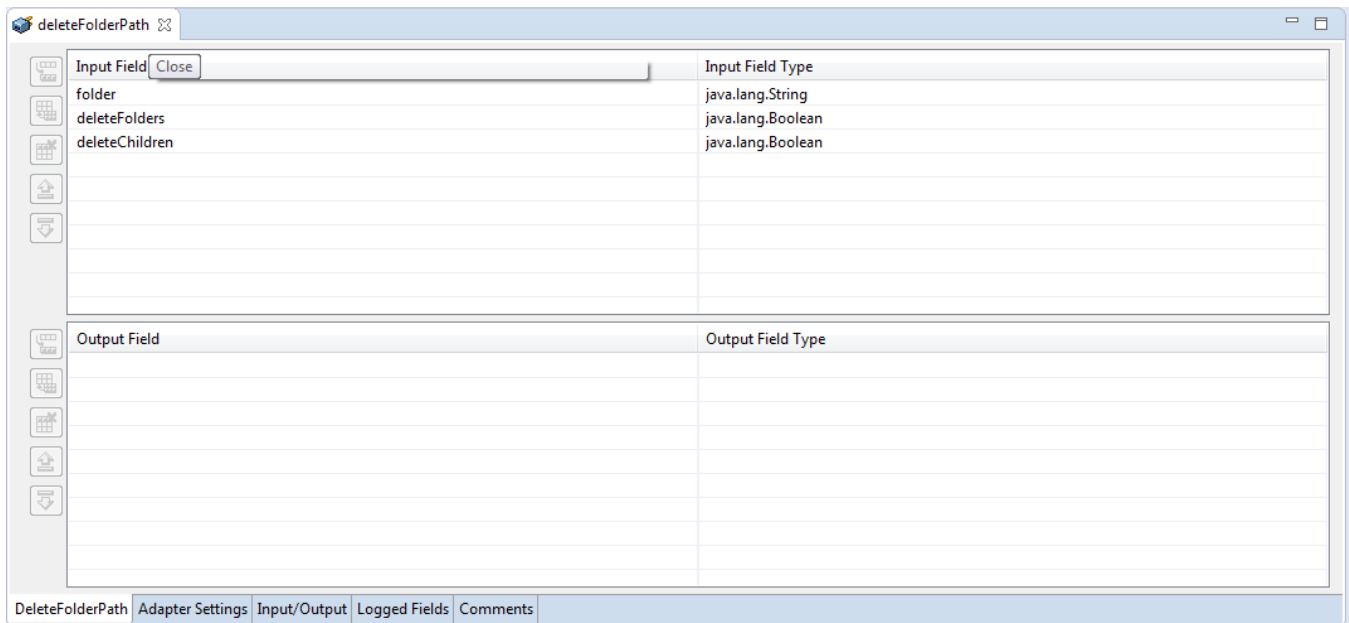 deleteFolderPath
Input Field Close Input Field Type
folder java.lang.String
deleteFolders java.lang.Boolean
deleteChildren java.lang.Boolean
Output Field Output Field Type
DeleteFolderPath Adapter Settings Input/Output Logged Fields Comments